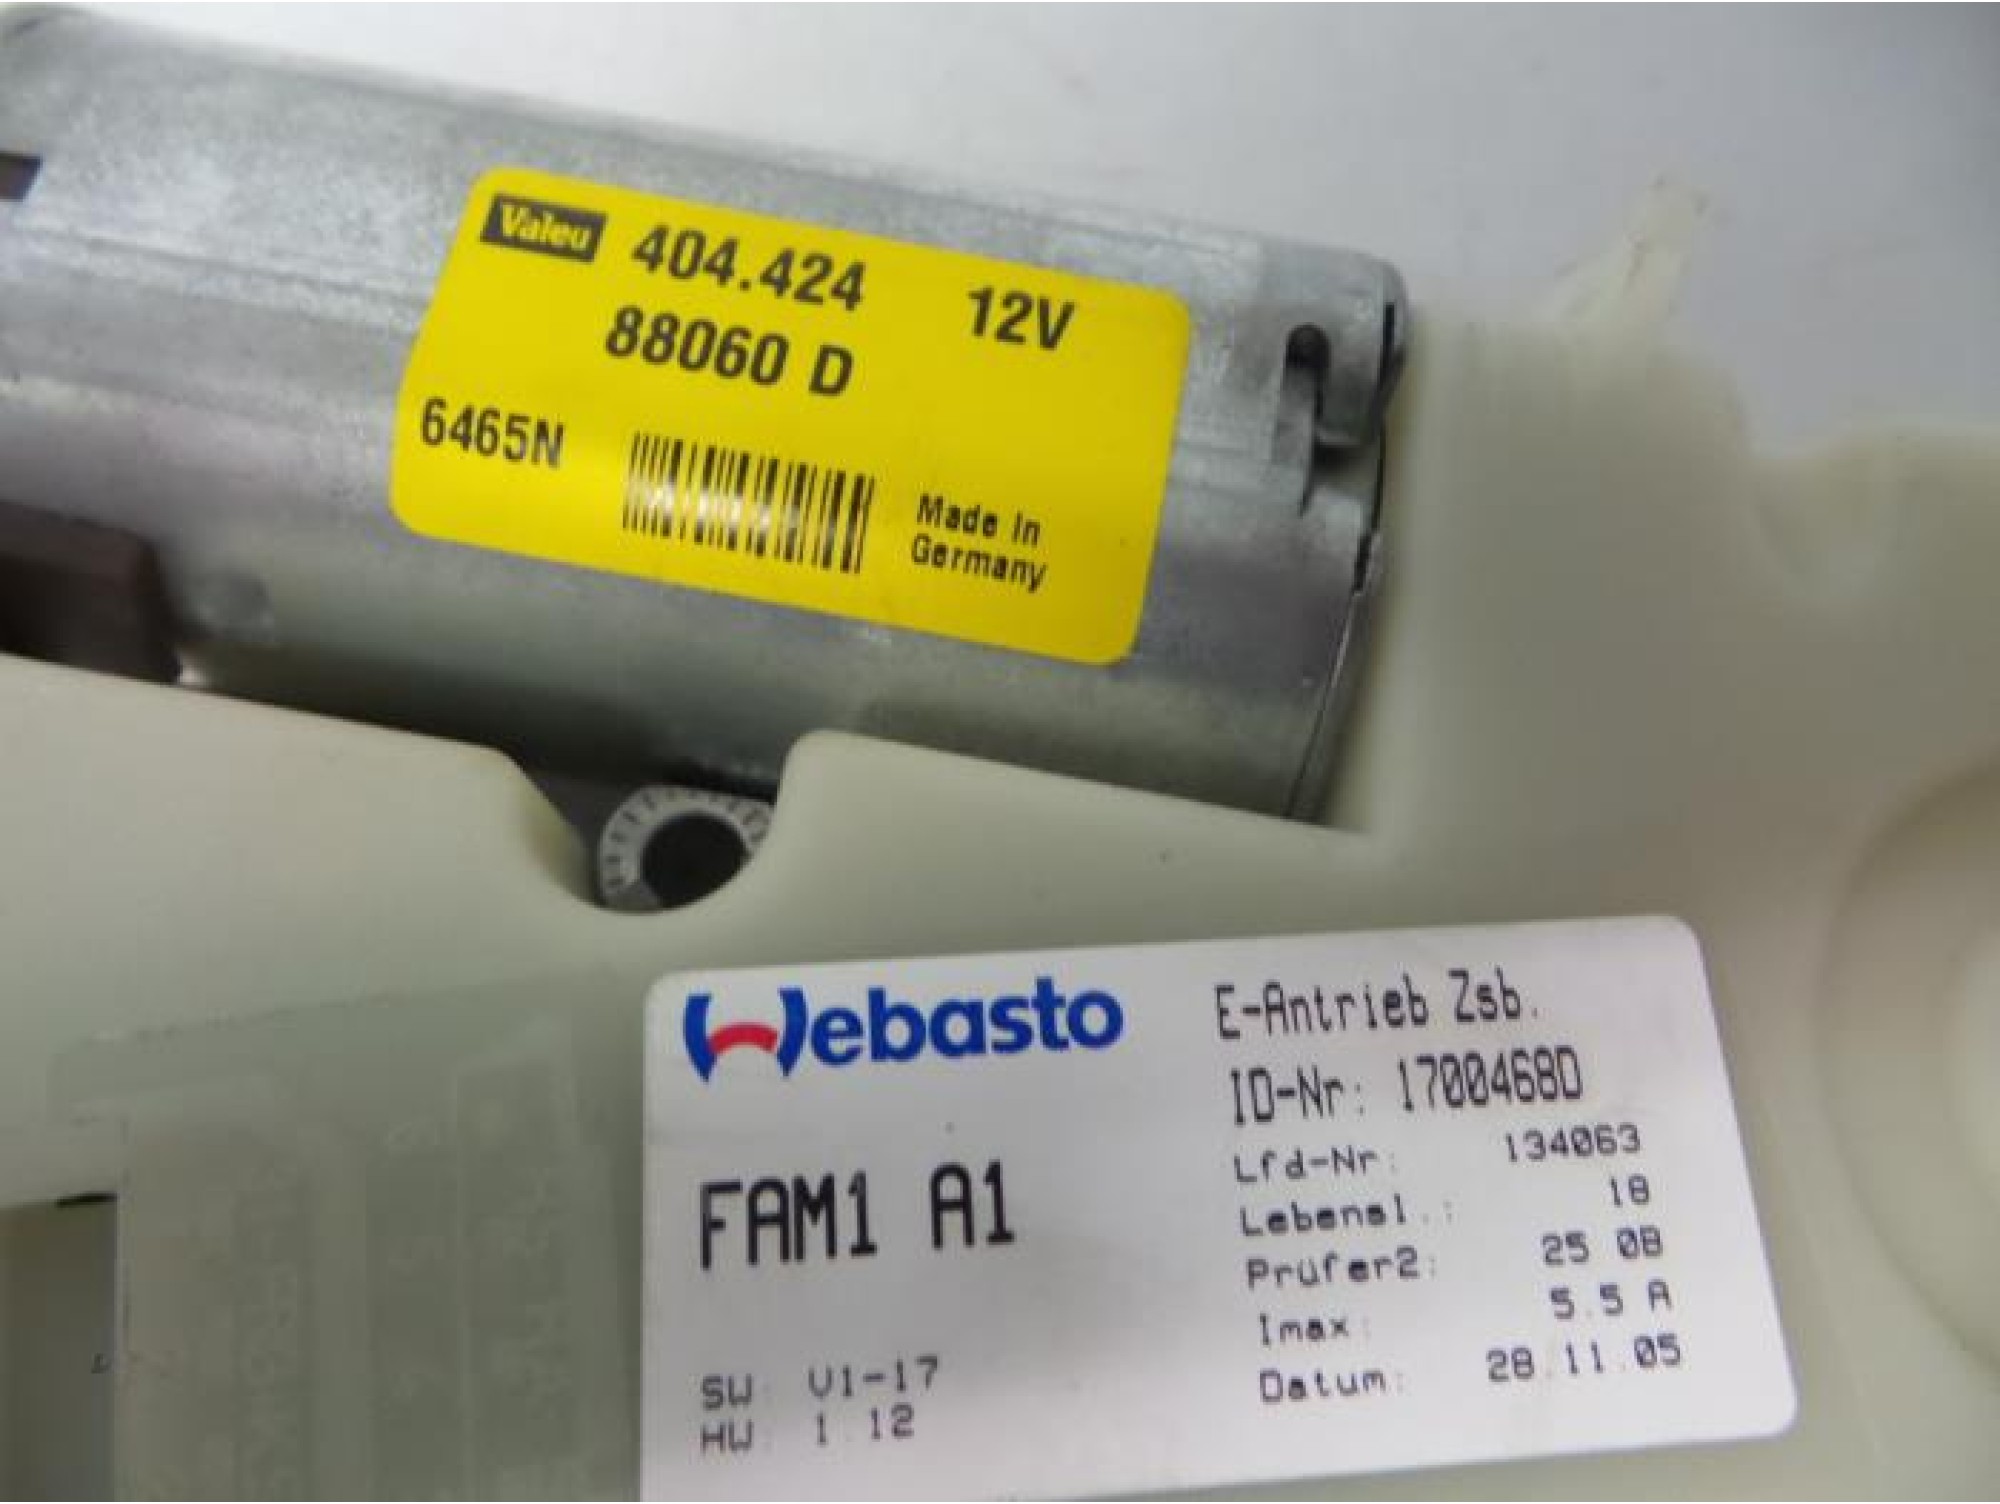 Valeo 404.424 12V
88060 D
6465N
Made In
Germany
Webasto
FAM1 A1
SW: V1-17
HW: 1.12
E-Antrieb Zsb.
ID-Nr: 1700468D
Lfd-Nr: 134063
Lebensl.: 18
Prüfer2: 25 0B
Imax: 5.5 A
Datum: 28.11.05